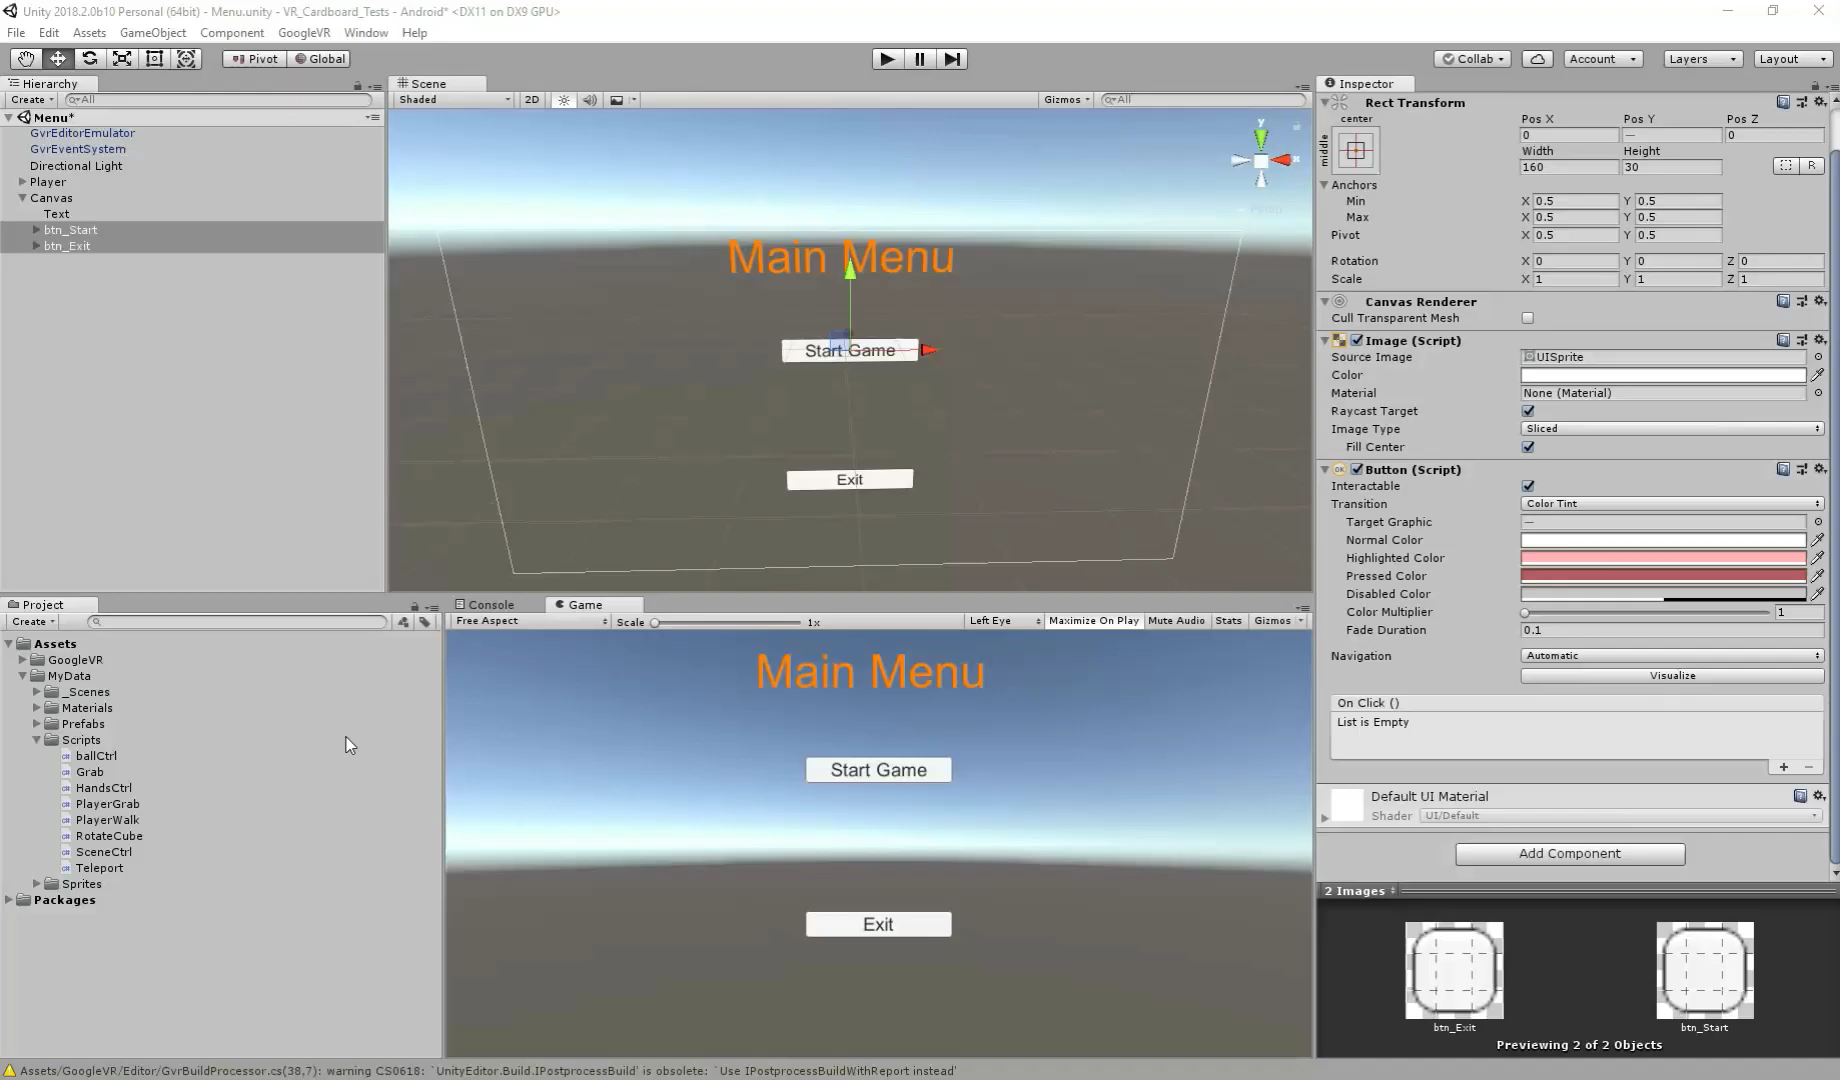 Unity 2018.2.0b10 Personal (64bit) - Menu.unity - VR_Cardboard_Tests - Android* <DX11 on DX9 GPU>
File Edit Assets GameObject Component GoogleVR Window Help
Pivot Global Collab Account Layers Layout
Hierarchy
Create All
Menu*
GvrEditorEmulator
GvrEventSystem
Directional Light
Player
Canvas
Text
btn_Start
btn_Exit
Scene
Shaded 2D Gizmos All
y
x
Persp
Main Menu
Start Game
Exit
Project
Create
Assets
GoogleVR
MyData
_Scenes
Materials
Prefabs
Scripts
ballCtrl
Grab
HandsCtrl
PlayerGrab
PlayerWalk
RotateCube
SceneCtrl
Teleport
Sprites
Packages
Console Game
Free Aspect Scale 1x Left Eye Maximize On Play Mute Audio Stats Gizmos
Main Menu
Start Game
Exit
Inspector
Rect Transform
center
middle
Pos X Pos Y Pos Z
0 — 0
Width Height
160 30
R
Anchors
Min X 0.5 Y 0.5
Max X 0.5 Y 0.5
Pivot X 0.5 Y 0.5
Rotation X 0 Y 0 Z 0
Scale X 1 Y 1 Z 1
Canvas Renderer
Cull Transparent Mesh
Image (Script)
Source Image UISprite
Color
Material None (Material)
Raycast Target
Image Type Sliced
Fill Center
OK Button (Script)
Interactable
Transition Color Tint
Target Graphic —
Normal Color
Highlighted Color
Pressed Color
Disabled Color
Color Multiplier 1
Fade Duration 0.1
Navigation Automatic
Visualize
On Click ()
List is Empty
+ −
Default UI Material
Shader UI/Default
Add Component
2 Images
btn_Exit btn_Start
Previewing 2 of 2 Objects
Assets/GoogleVR/Editor/GvrBuildProcessor.cs(38,7): warning CS0618: `UnityEditor.Build.IPostprocessBuild' is obsolete: `Use IPostprocessBuildWithReport instead'